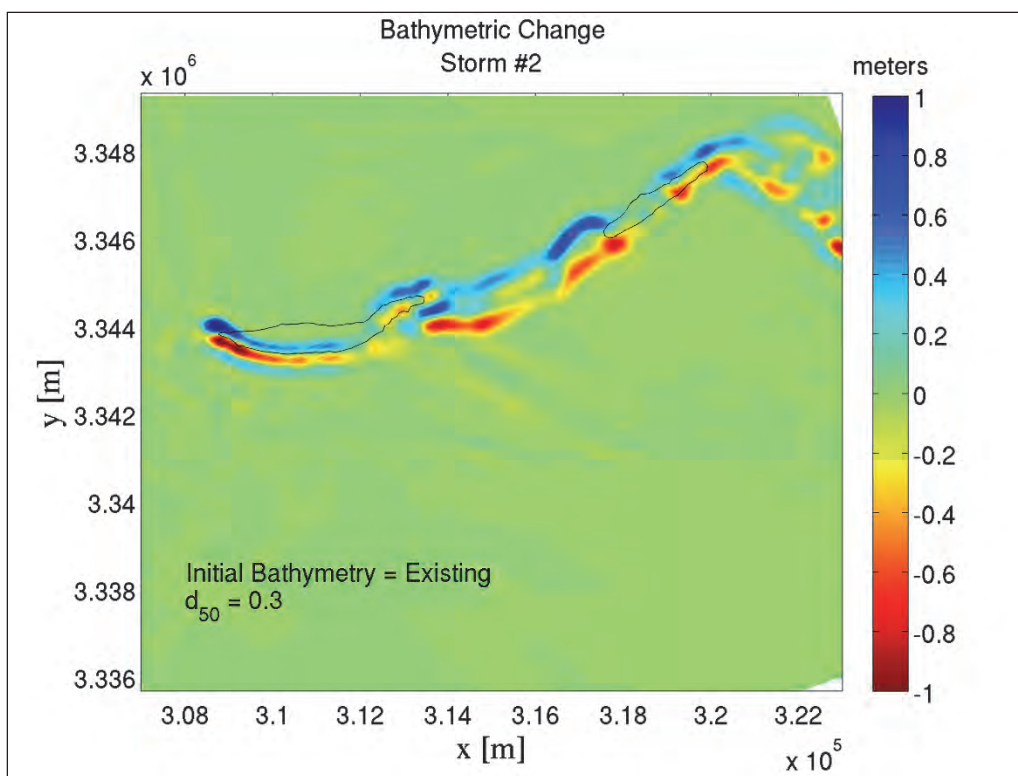 Bathymetric Change
Storm #2
x 10^6
meters
3.348
3.346
3.344
3.342
3.34
3.338
3.336
y [m]
Initial Bathymetry = Existing
d_50 = 0.3
3.08
3.1
3.12
3.14
3.16
3.18
3.2
3.22
x [m]
x 10^5
1
0.8
0.6
0.4
0.2
0
-0.2
-0.4
-0.6
-0.8
-1